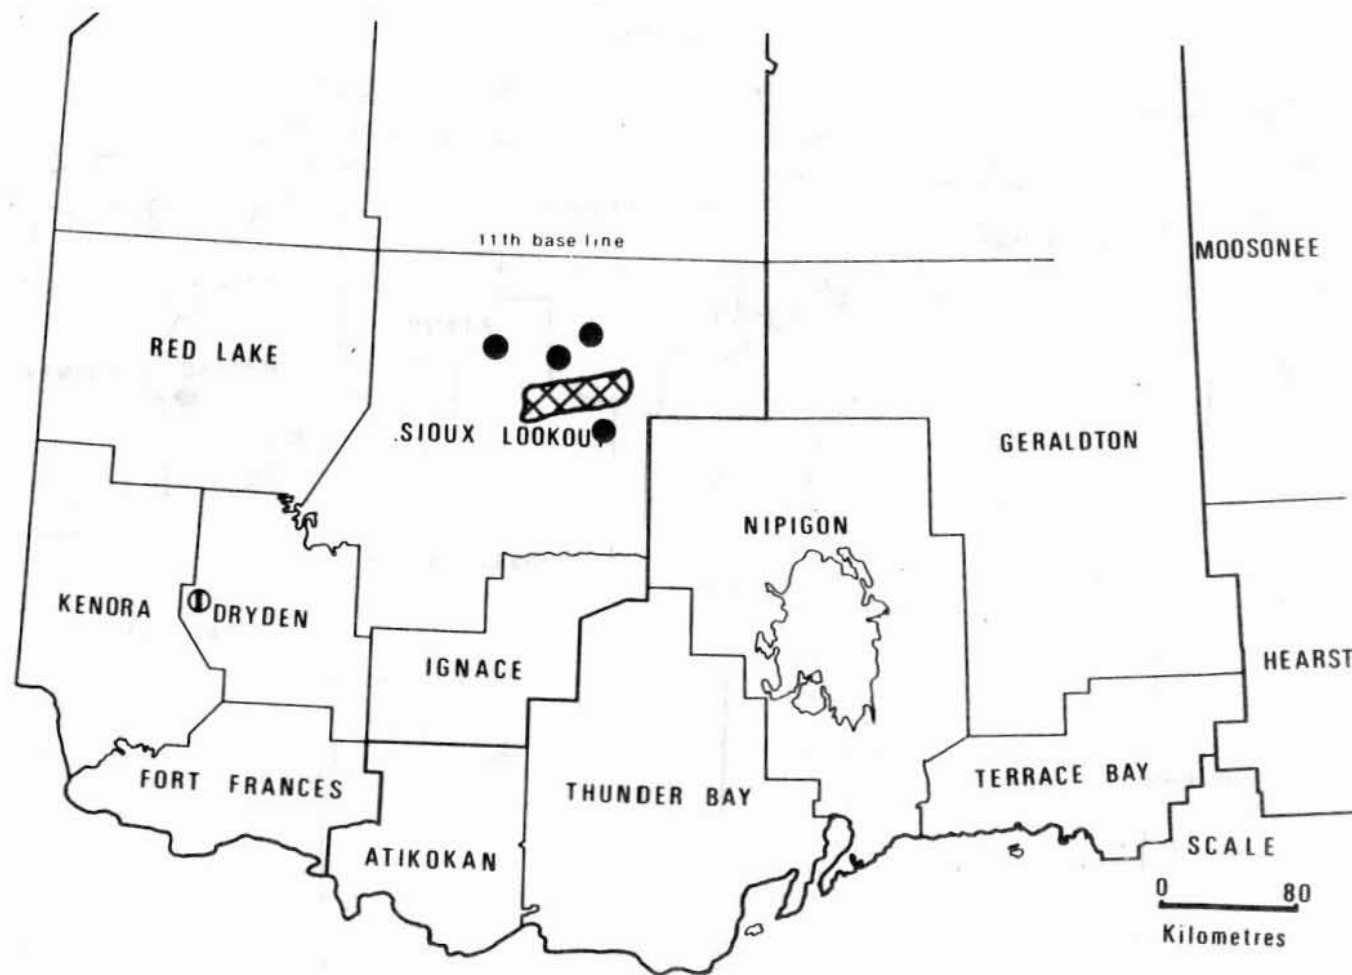 11th base line
MOOSONEE
RED LAKE
SIOUX LOOKOUT
GERALDTON
NIPIGON
KENORA
DRYDEN
IGNACE
HEARST
FORT FRANCES
THUNDER BAY
TERRACE BAY
ATIKOKAN
SCALE
0 80
Kilometres